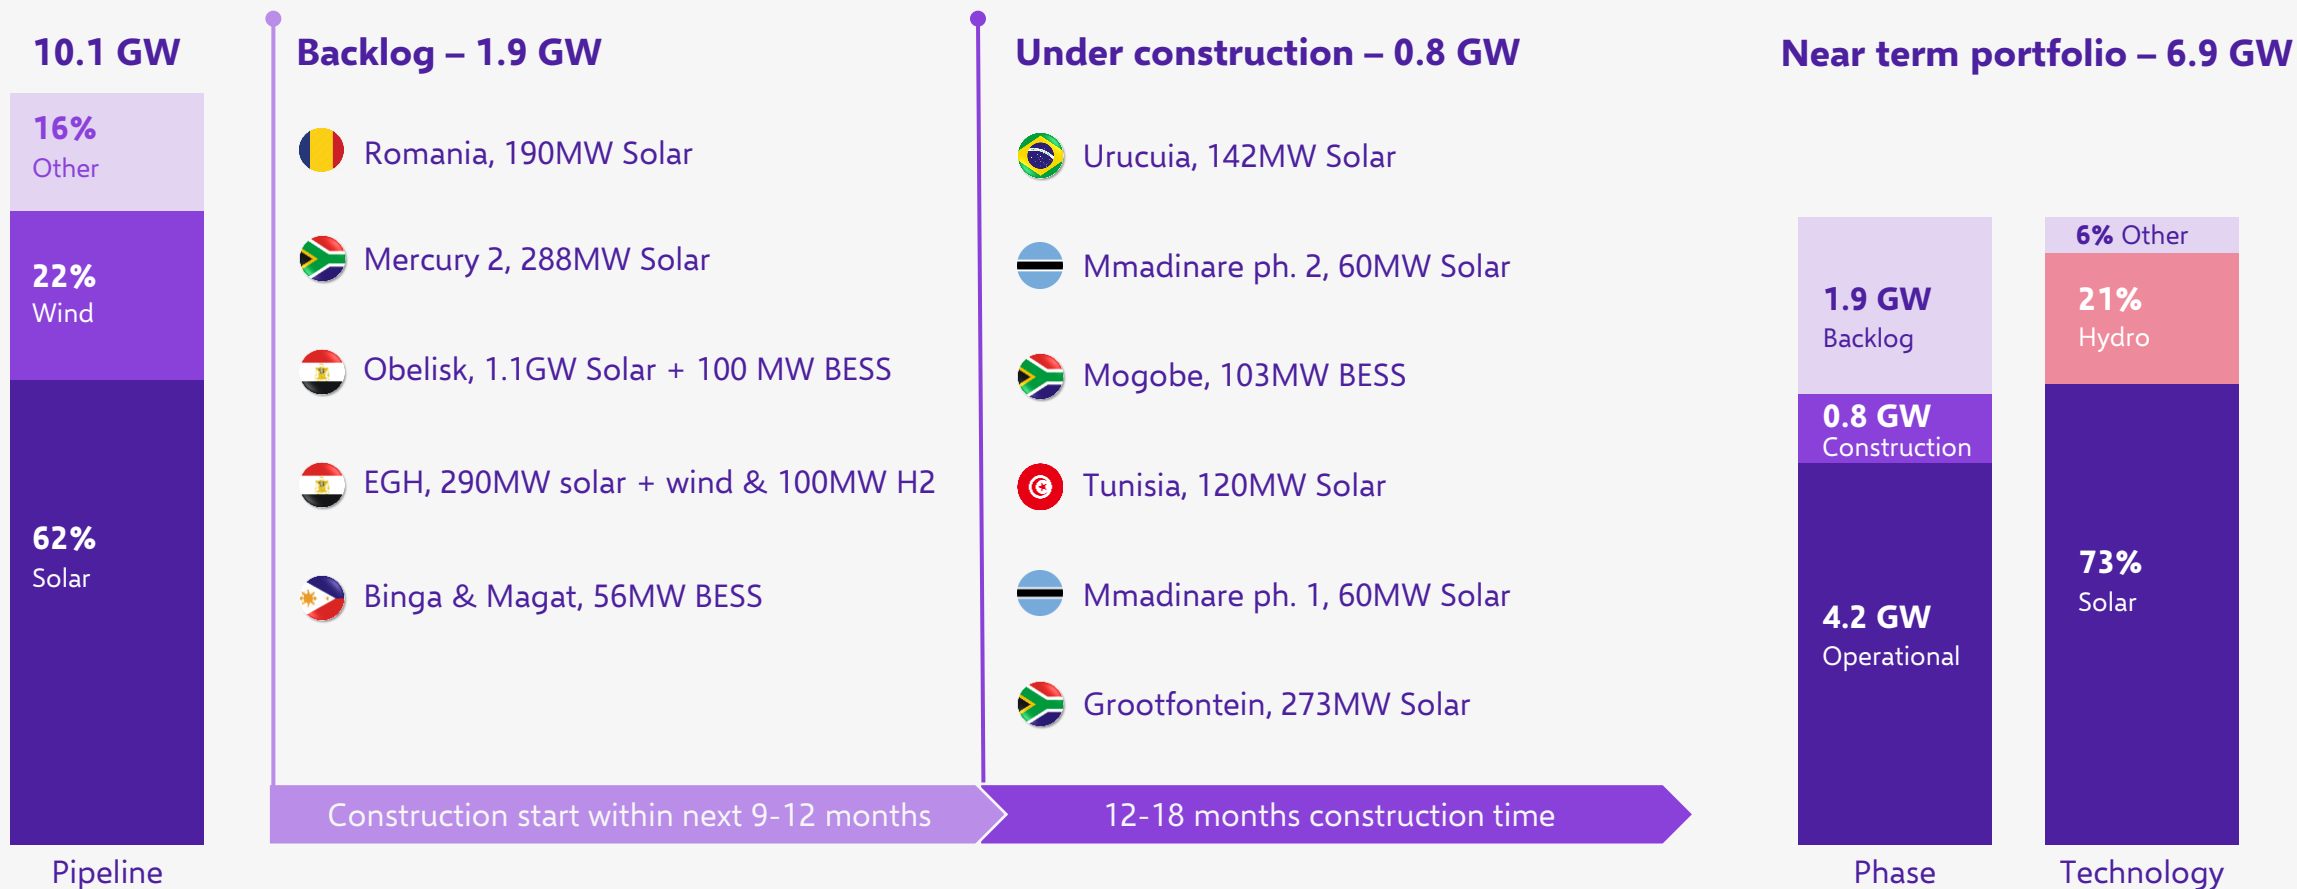 10.1 GW
16%
Other
22%
Wind
62%
Solar
Pipeline
Backlog – 1.9 GW
Romania, 190MW Solar
Mercury 2, 288MW Solar
Obelisk, 1.1GW Solar + 100 MW BESS
EGH, 290MW solar + wind & 100MW H2
Binga & Magat, 56MW BESS
Construction start within next 9-12 months
Under construction – 0.8 GW
Urucuia, 142MW Solar
Mmadinare ph. 2, 60MW Solar
Mogobe, 103MW BESS
Tunisia, 120MW Solar
Mmadinare ph. 1, 60MW Solar
Grootfontein, 273MW Solar
12-18 months construction time
Near term portfolio – 6.9 GW
1.9 GW
Backlog
0.8 GW
Construction
4.2 GW
Operational
Phase
6% Other
21%
Hydro
73%
Solar
Technology